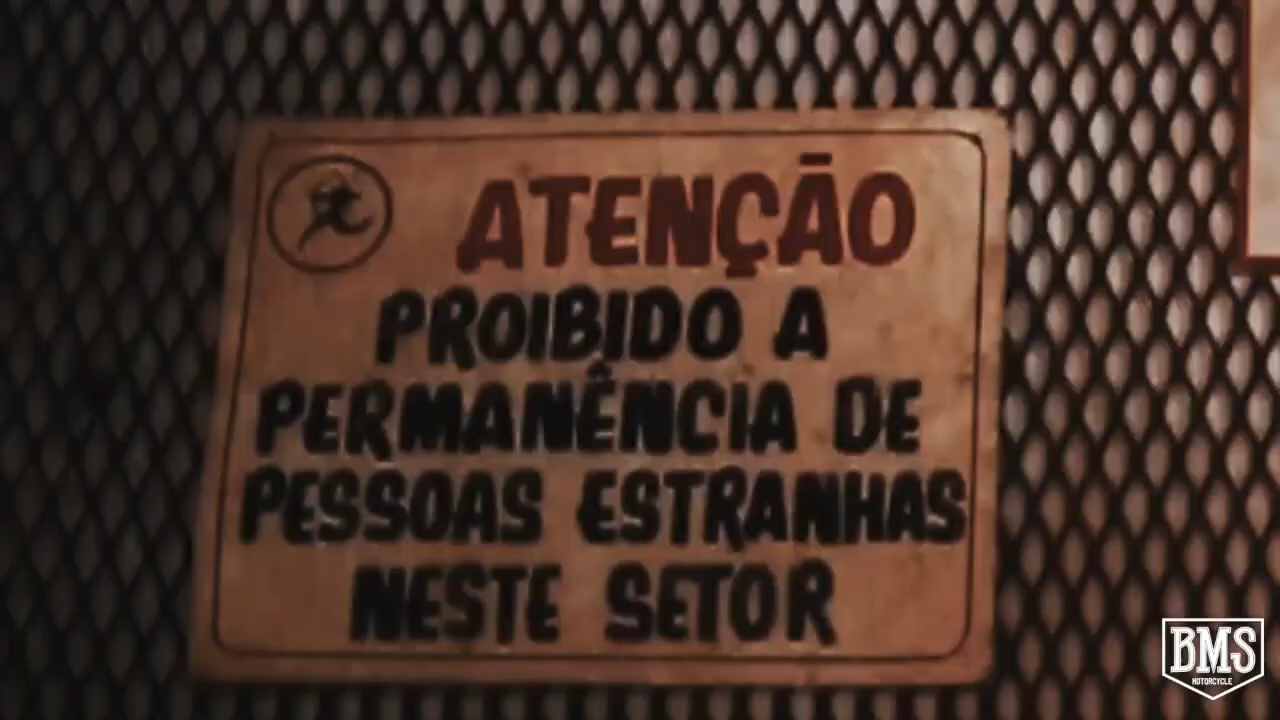 ATENÇÃO
PROIBIDO A
PERMANÊNCIA DE
PESSOAS ESTRANHAS
NESTE SETOR
BMS
MOTORCYCLE